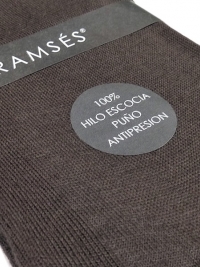 RAMSÉS®
100%
HILO ESCOCIA
PUÑO
ANTIPRESION